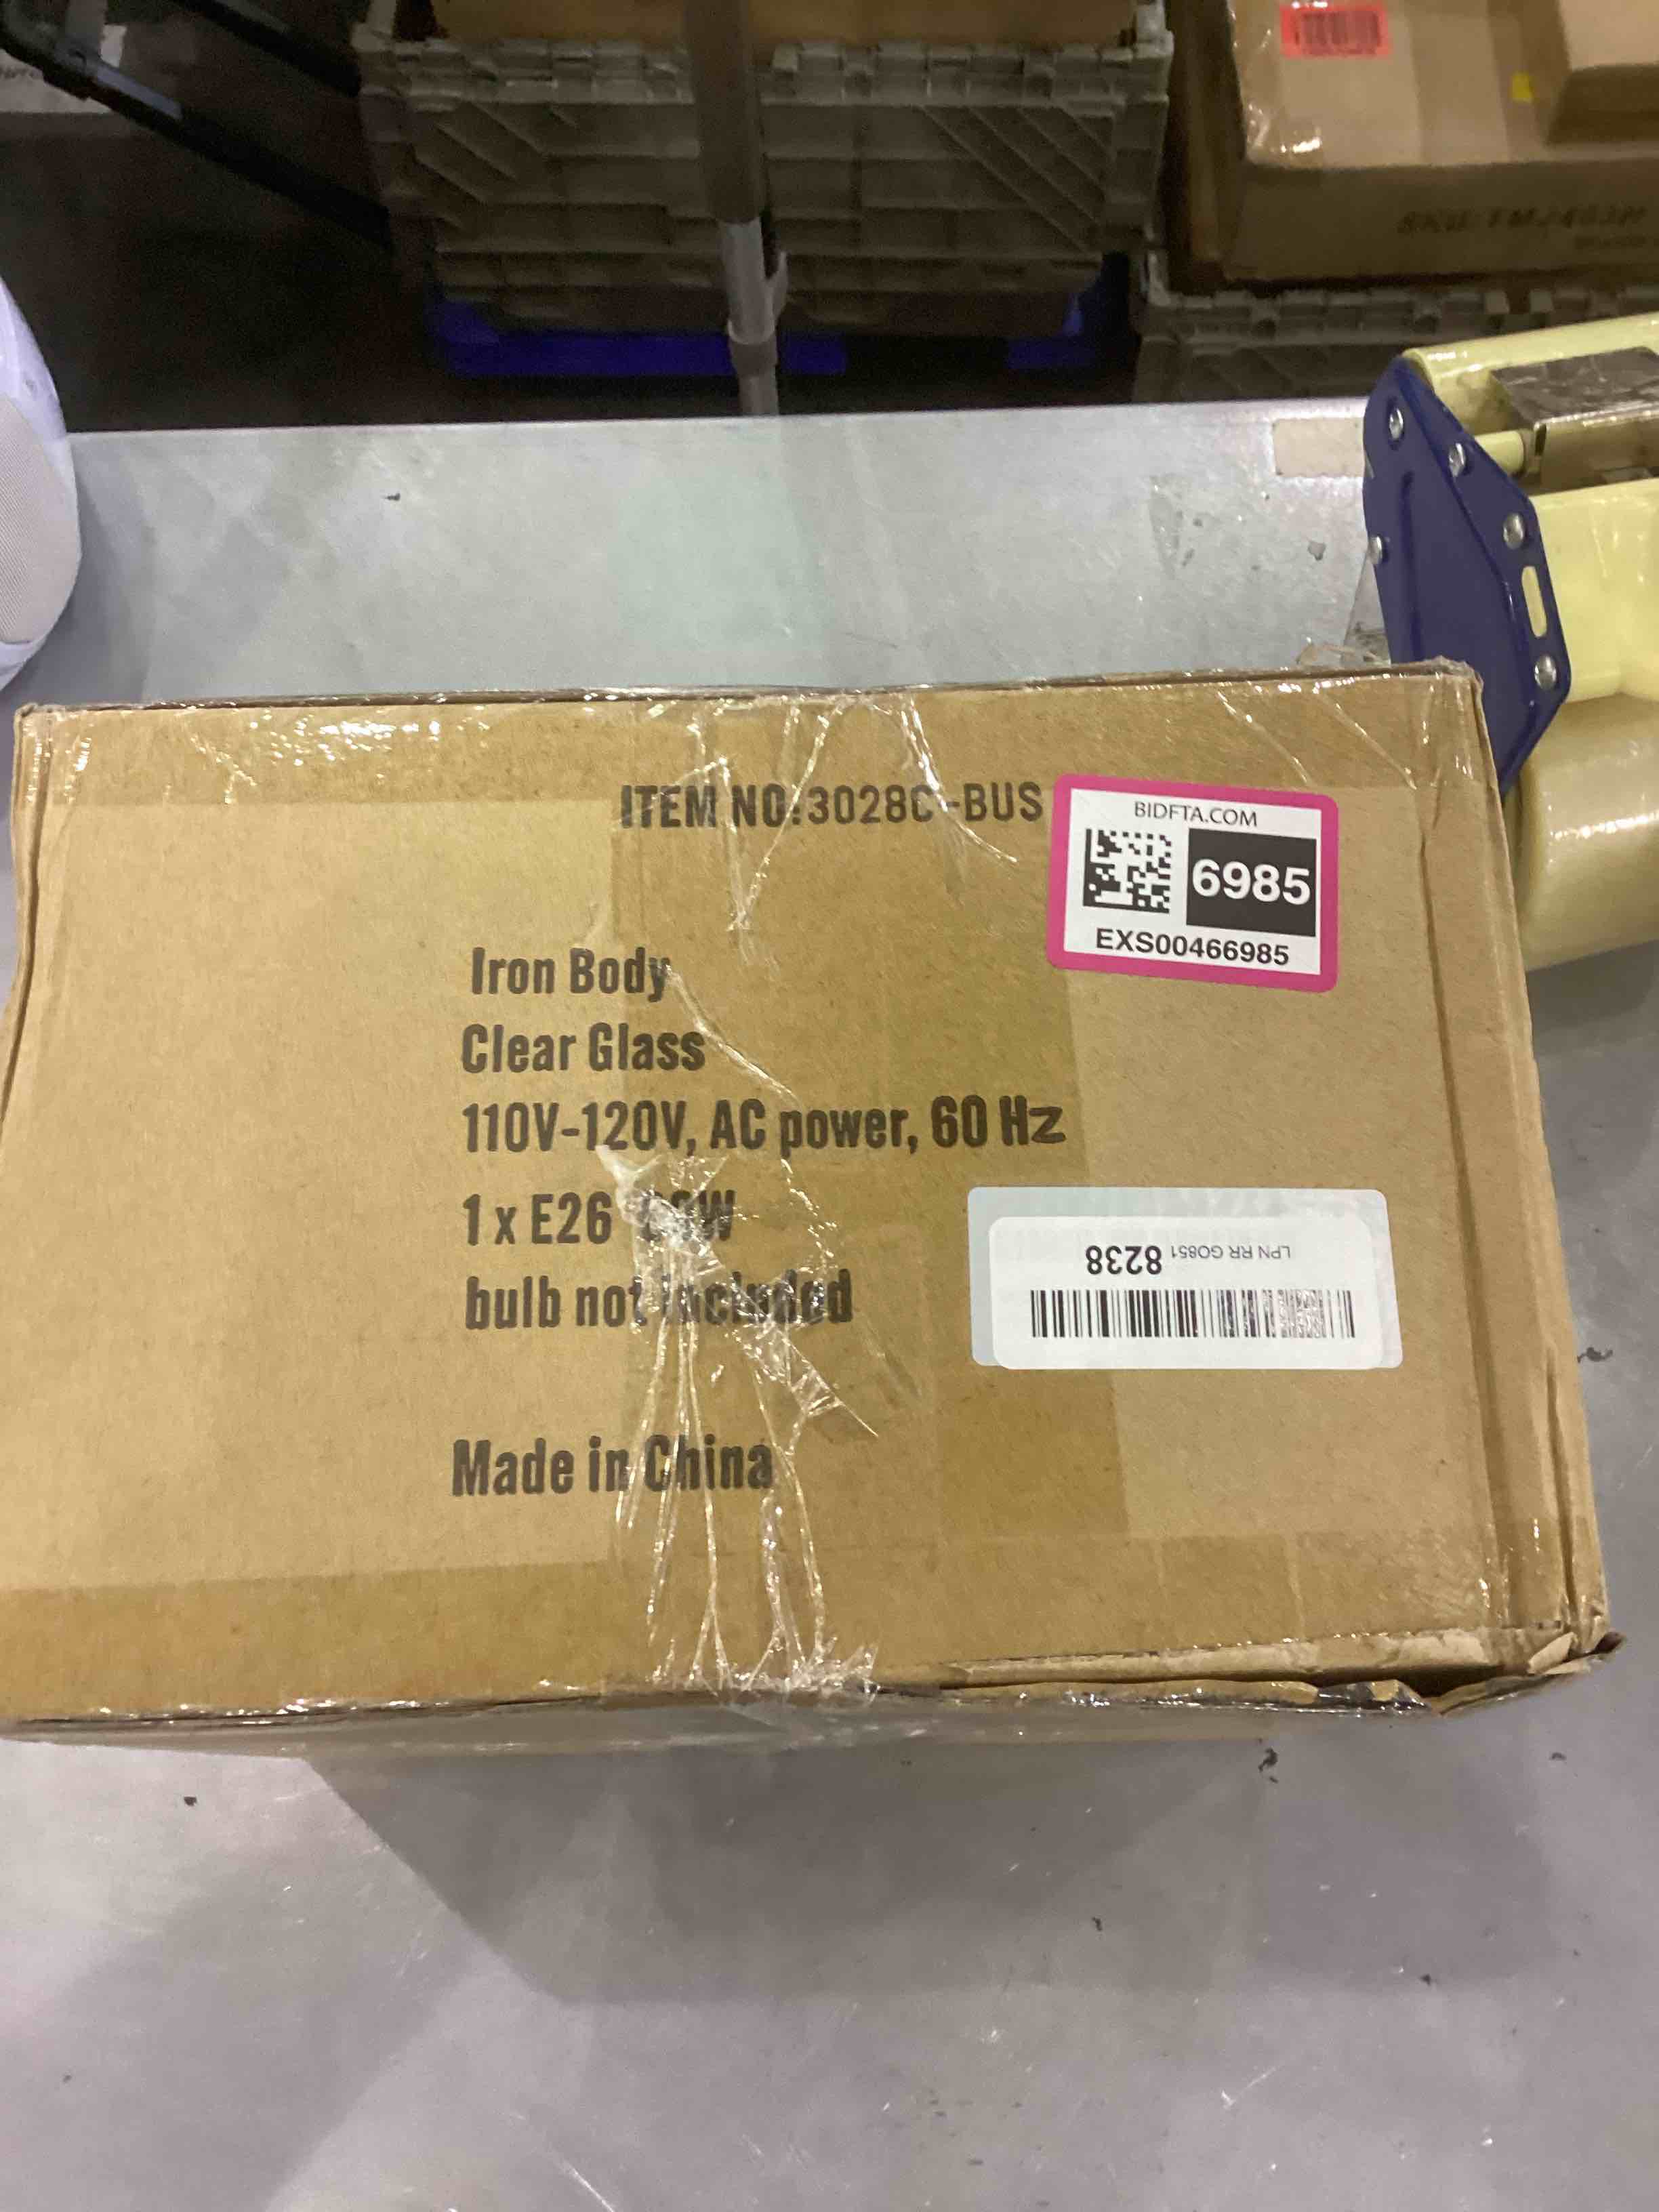 ITEM NO:3028C-BUS
BIDFTA.COM
6985
EXS00466985
Iron Body
Clear Glass
110V-120V, AC power, 60 Hz
1 x E26
bulb not included
LPN RR GO851
8238
Made in China